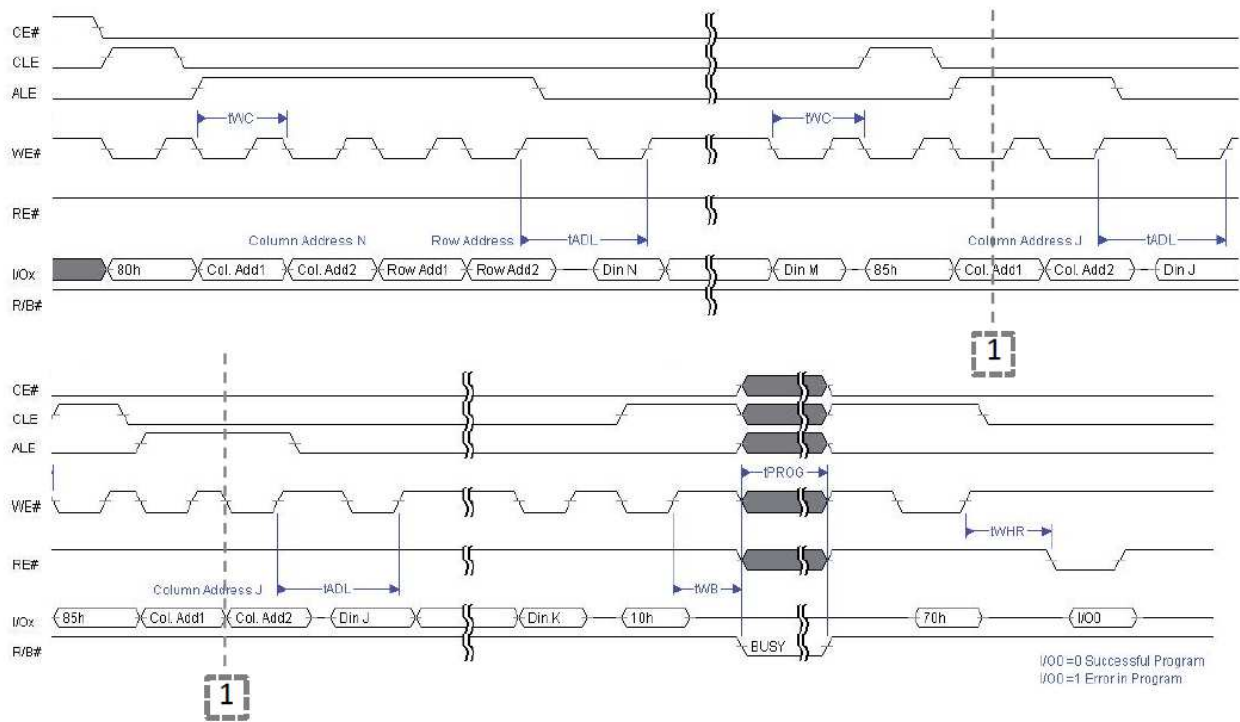 CE#
CLE
ALE
tWC tWC
WE#
RE#
Column Address N Row Address tADL Column Address J tADL
I/Ox 80h Col. Add1 Col. Add2 Row Add1 Row Add2 Din N Din M 85h Col. Add1 Col. Add2 Din J
R/B#
1
CE#
CLE
ALE
tPROG
WE#
tWHR
RE#
Column Address J tADL tWB
I/Ox 85h Col. Add1 Col. Add2 Din J Din K 10h 70h I/O0
R/B# BUSY
I/O0=0 Successful Program
I/O0=1 Error in Program
1